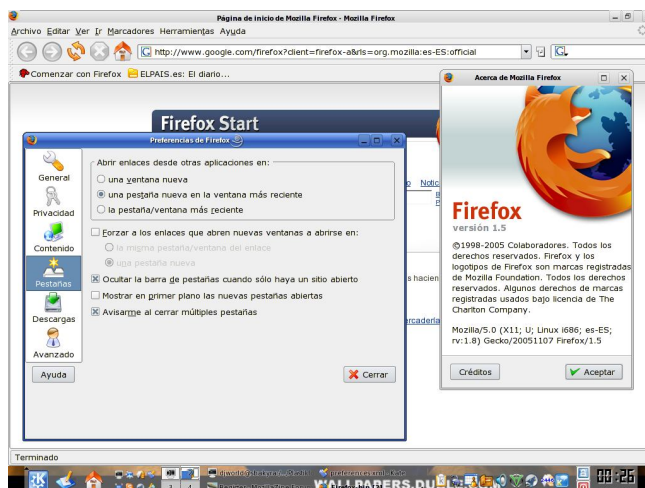 Página de inicio de Mozilla Firefox - Mozilla Firefox
Archivo Editar Ver Ir Marcadores Herramientas Ayuda
http://www.google.com/firefox?client=firefox-a&rls=org.mozilla:es-ES:official
G
Comenzar con Firefox ELPAIS.es: El diario...
Firefox Start
Preferencias de Firefox
General
Privacidad
Contenido
Pestañas
Descargas
Avanzado
Abrir enlaces desde otras aplicaciones en:
una ventana nueva
una pestaña nueva en la ventana más reciente
la pestaña/ventana más reciente
Forzar a los enlaces que abren nuevas ventanas a abrirse en:
la misma pestaña/ventana del enlace
una pestaña nueva
Ocultar la barra de pestañas cuando sólo haya un sitio abierto
Mostrar en primer plano las nuevas pestañas abiertas
Avisarme al cerrar múltiples pestañas
Ayuda
Cerrar
Notic
s hacien
Acerca de Mozilla Firefox
Firefox
versión 1.5
©1998-2005 Colaboradores. Todos los
derechos reservados. Firefox y los
logotipos de Firefox son marcas registradas
de Mozilla Foundation. Todos los derechos
reservados. Algunos derechos de marcas
registradas usados bajo licencia de The
Charlton Company.
Mozilla/5.0 (X11; U; Linux i686; es-ES;
rv:1.8) Gecko/20051107 Firefox/1.5
Créditos
Aceptar
Terminado
WALLPAPERS.DU
00:26